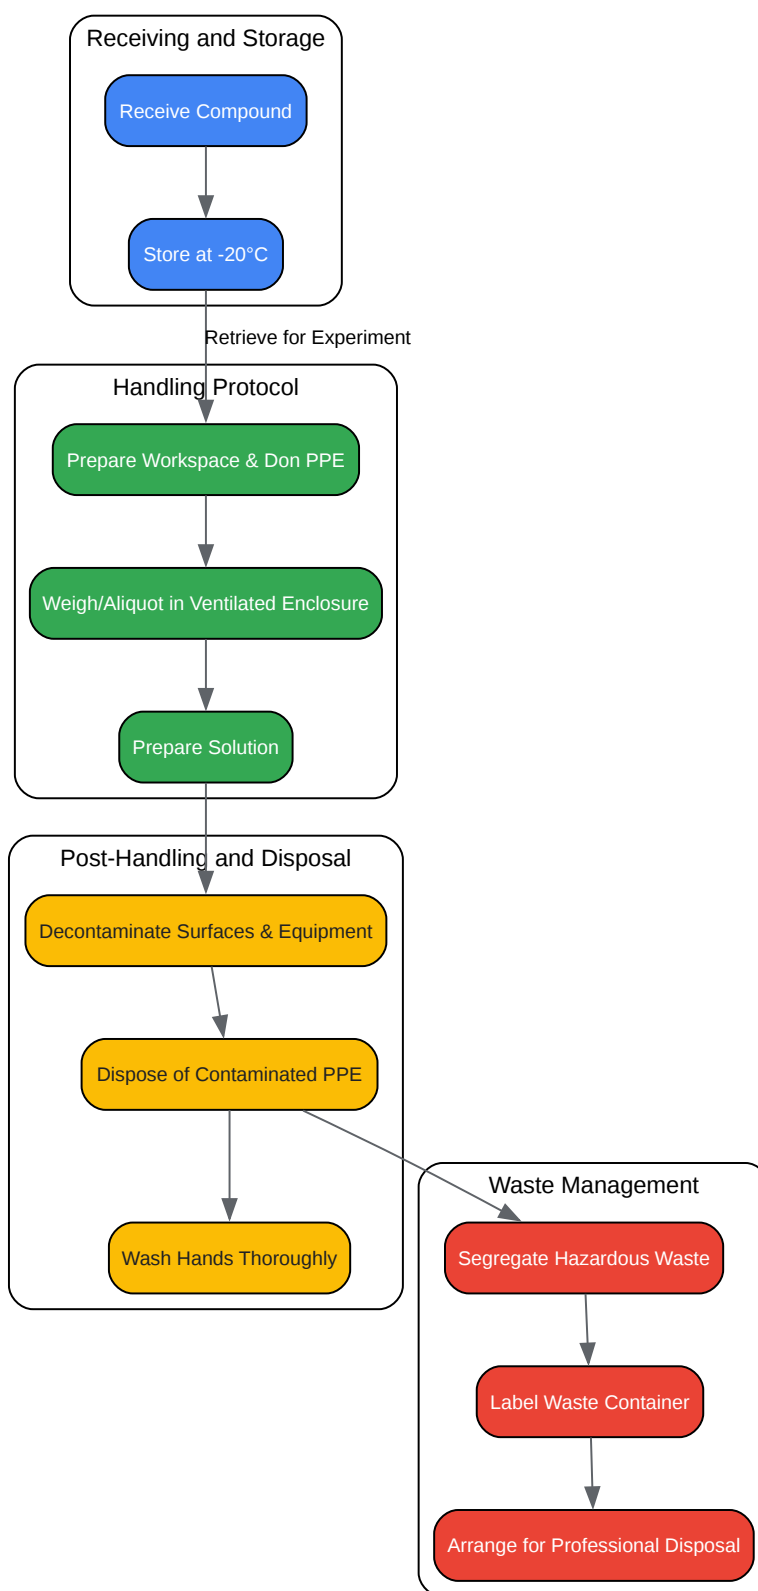 Receiving and Storage
Receive Compound
Store at -20°C
Retrieve for Experiment
Handling Protocol
Prepare Workspace & Don PPE
Weigh/Aliquot in Ventilated Enclosure
Prepare Solution
Post-Handling and Disposal
Decontaminate Surfaces & Equipment
Dispose of Contaminated PPE
Wash Hands Thoroughly
Waste Management
Segregate Hazardous Waste
Label Waste Container
Arrange for Professional Disposal